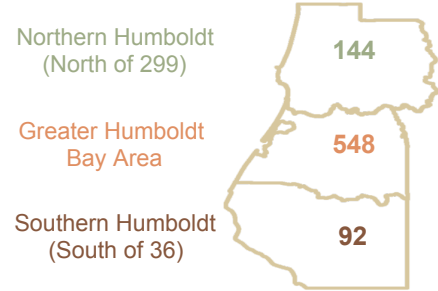 Northern Humboldt
(North of 299)
144
Greater Humboldt
Bay Area
548
Southern Humboldt
(South of 36)
92